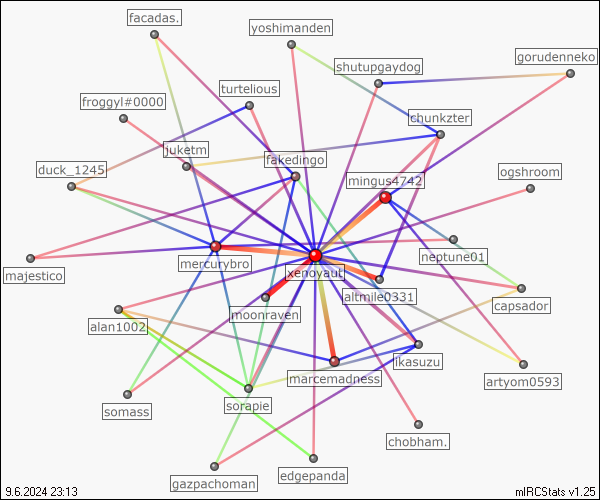 facadas.
yoshimanden
shutupgaydog
gorudenneko
turtelious
froggyl#0000
chunkzter
juketm
fakedingo
duck_1245
mingus4742
ogshroom
neptune01
mercurybro
xenoyaut
majestico
altmile0331
capsador
moonraven
alan1002
ikasuzu
marcemadness
artyom0593
somass
sorapie
chobham.
edgepanda
gazpachoman
9.6.2024 23:13
mIRCStats v1.25